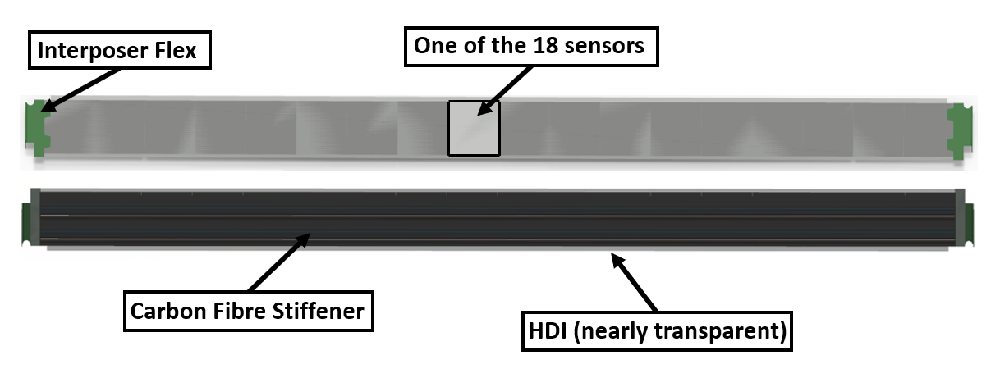 Interposer Flex
One of the 18 sensors
Carbon Fibre Stiffener
HDI (nearly transparent)